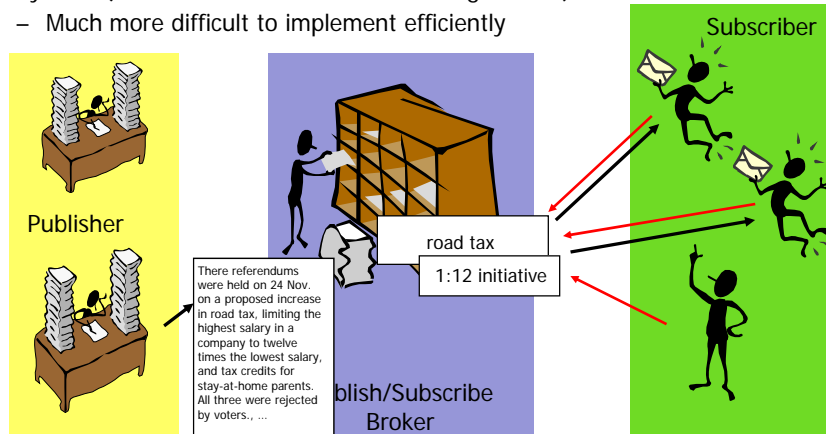 – Much more difficult to implement efficiently
Subscriber
Publisher
road tax
1:12 initiative
There referendums
were held on 24 Nov.
on a proposed increase
in road tax, limiting the
highest salary in a
company to twelve
times the lowest salary,
and tax credits for
stay-at-home parents.
All three were rejected
by voters., ...
blish/Subscribe
Broker